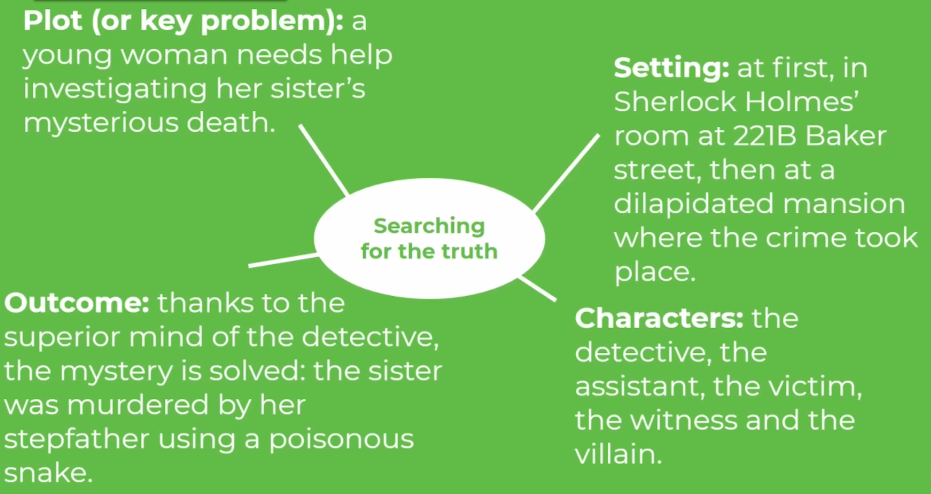 Plot (or key problem): a
young woman needs help
investigating her sister's
mysterious death.
Setting: at first, in
Sherlock Holmes'
room at 221B Baker
street, then at a
dilapidated mansion
where the crime took
place.
Searching
for the truth
Outcome: thanks to the
superior mind of the detective,
the mystery is solved: the sister
was murdered by her
stepfather using a poisonous
snake.
Characters: the
detective, the
assistant, the victim,
the witness and the
villain.